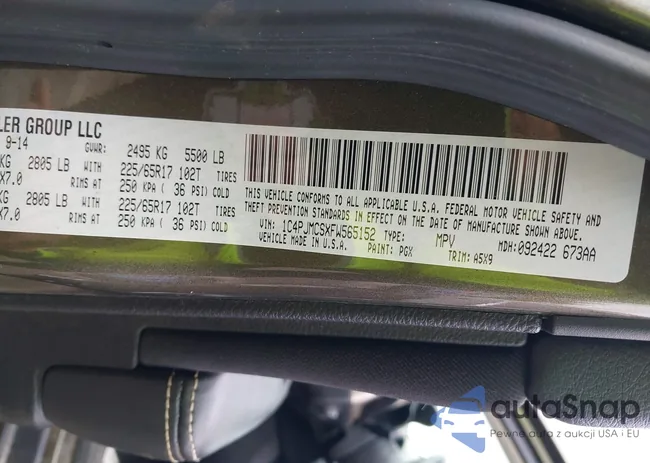 LER GROUP LLC
9-14 GVWR: 2495 KG 5500 LB
KG 2805 LB WITH 225/65R17 102T TIRES
X7.0 RIMS AT 250 KPA ( 36 PSI) COLD
KG 2805 LB WITH 225/65R17 102T TIRES
X7.0 RIMS AT 250 KPA ( 36 PSI) COLD
THIS VEHICLE CONFORMS TO ALL APPLICABLE U.S.A. FEDERAL MOTOR VEHICLE SAFETY AND
THEFT PREVENTION STANDARDS IN EFFECT ON THE DATE OF MANUFACTURE SHOWN ABOVE.
VIN: 1C4PJMCSXFW565152 TYPE: MPV MDH: 092422 673AA
VEHICLE MADE IN U.S.A. PAINT: PGX TRIM: A5X9
autoSnap
Pewne auta z aukcji USA i EU